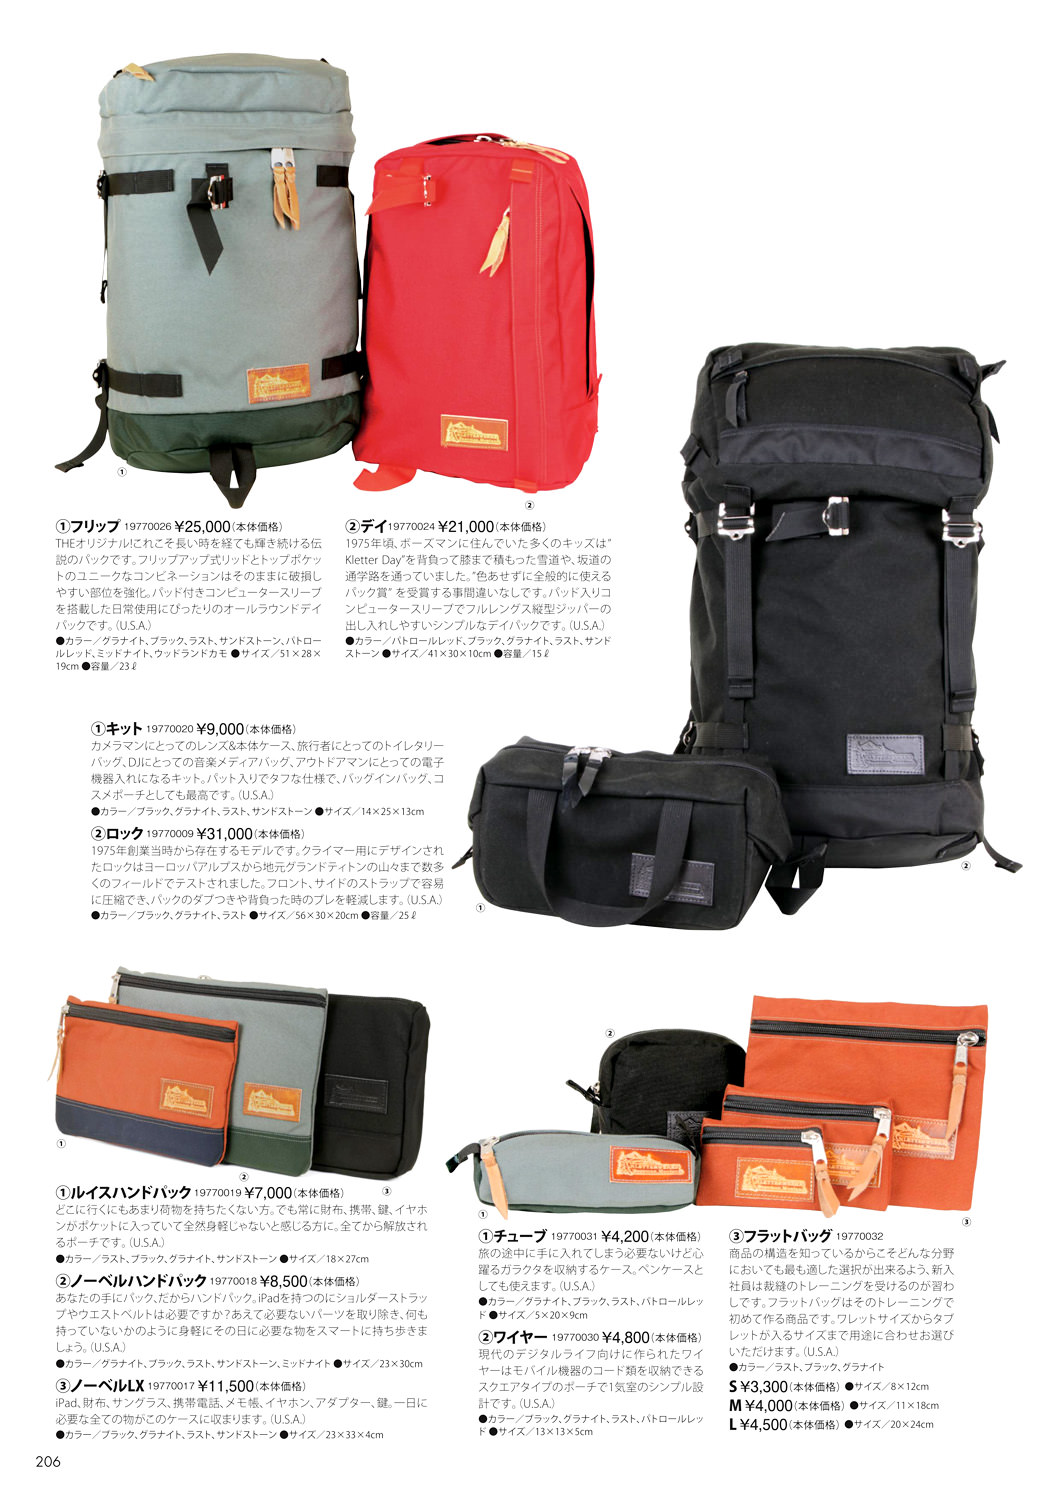 ①フリップ 19770026 ¥25,000(本体価格)
THEオリジナル!これこそ長い時を経ても輝き続ける伝
説のパックです。フリップアップ式リッドとトップポケッ
トのユニークなコンビネーションはそのままに破損し
やすい部位を強化。パッド付きコンピュータースリーブ
を搭載した日常使用にぴったりのオールラウンドデイ
パックです。(U.S.A.)
●カラー／グラナイト、ブラック、ラスト、サンドストーン、パトロー
ルレッド、ミッドナイト、ウッドランドカモ ●サイズ／51×28×
19cm ●容量／23ℓ
②デイ19770024 ¥21,000(本体価格)
1975年頃、ボーズマンに住んでいた多くのキッズは"
Kletter Day"を背負って膝まで積もった雪道や、坂道の
通学路を通っていました。"色あせずに全般的に使える
パック賞" を受賞する事間違いなしです。パッド入りコ
ンピュータースリーブでフルレングス縦型ジッパーの
出し入れしやすいシンプルなデイパックです。(U.S.A.)
●カラー／パトロールレッド、ブラック、グラナイト、ラスト、サンド
ストーン ●サイズ／41×30×10cm ●容量／15ℓ
①
②
①キット 19770020 ¥9,000(本体価格)
カメラマンにとってのレンズ&本体ケース、旅行者にとってのトイレタリー
バッグ、DJにとっての音楽メディアバッグ、アウトドアマンにとっての電子
機器入れになるキット。パット入りでタフな仕様で、バッグインバッグ、コ
スメポーチとしても最高です。(U.S.A.)
●カラー／ブラック、グラナイト、ラスト、サンドストーン ●サイズ／14×25×13cm
②ロック 19770009 ¥31,000(本体価格)
1975年創業当時から存在するモデルです。クライマー用にデザインされ
たロックはヨーロッパアルプスから地元グランドティトンの山々まで数多
くのフィールドでテストされました。フロント、サイドのストラップで容易
に圧縮でき、パックのダブつきや背負った時のブレを軽減します。(U.S.A.)
●カラー／ブラック、グラナイト、ラスト ●サイズ／56×30×20cm ●容量／25ℓ
①
②
①
②
③
①ルイスハンドパック 19770019 ¥7,000(本体価格)
どこに行くにもあまり荷物を持ちたくない方。でも常に財布、携帯、鍵、イヤホ
ンがポケットに入っていて全然身軽じゃないと感じる方に。全てから解放され
るポーチです。(U.S.A.)
●カラー／ラスト、ブラック、グラナイト、サンドストーン ●サイズ／18×27cm
②ノーベルハンドパック 19770018 ¥8,500(本体価格)
あなたの手にパック、だからハンドパック。iPadを持つのにショルダーストラッ
プやウエストベルトは必要ですか?あえて必要ないパーツを取り除き、何も
持っていないかのように身軽にその日に必要な物をスマートに持ち歩きま
しょう。(U.S.A.)
●カラー／グラナイト、ブラック、ラスト、サンドストーン、ミッドナイト ●サイズ／23×30cm
③ノーベルLX 19770017 ¥11,500(本体価格)
iPad、財布、サングラス、携帯電話、メモ帳、イヤホン、アダプター、鍵。一日に
必要な全ての物がこのケースに収まります。(U.S.A.)
●カラー／ブラック、グラナイト、ラスト、サンドストーン ●サイズ／23×33×4cm
②
①
③
①チューブ 19770031 ¥4,200(本体価格)
旅の途中に手に入れてしまう必要ないけど心
躍るガラクタを収納するケース。ペンケースと
しても使えます。(U.S.A.)
●カラー／グラナイト、ブラック、ラスト、パトロールレッ
ド ●サイズ／5×20×9cm
②ワイヤー 19770030 ¥4,800(本体価格)
現代のデジタルライフ向けに作られたワイ
ヤーはモバイル機器のコード類を収納できる
スクエアタイプのポーチで1気室のシンプル設
計です。(U.S.A.)
●カラー／ブラック、グラナイト、ラスト、パトロールレッ
ド ●サイズ／13×13×5cm
③フラットバッグ 19770032
商品の構造を知っているからこそどんな分野
においても最も適した選択が出来るよう、新入
社員は裁縫のトレーニングを受けるのが習わ
しです。フラットバッグはそのトレーニングで
初めて作る商品です。ワレットサイズからタブ
レットが入るサイズまで用途に合わせお選び
いただけます。(U.S.A.)
●カラー／ラスト、ブラック、グラナイト
S ¥3,300(本体価格) ●サイズ／8×12cm
M ¥4,000(本体価格) ●サイズ／11×18cm
L ¥4,500(本体価格) ●サイズ／20×24cm
206